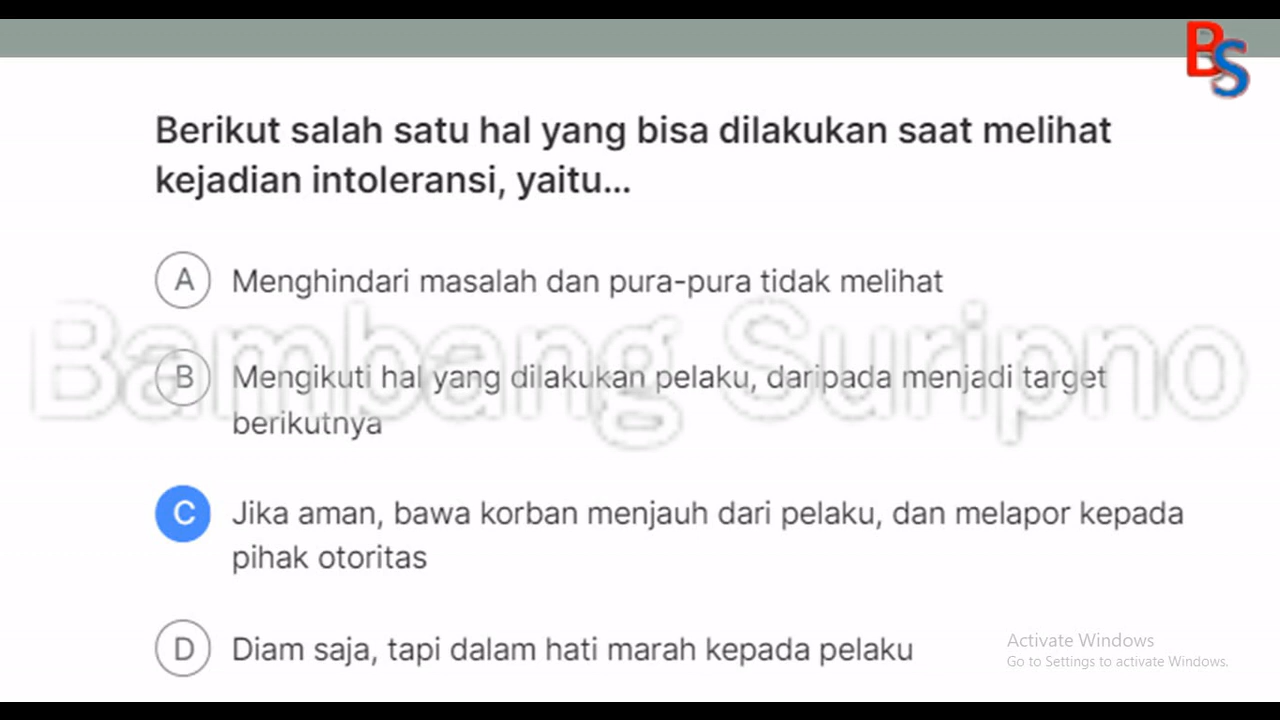 BS
Berikut salah satu hal yang bisa dilakukan saat melihat
kejadian intoleransi, yaitu...
A Menghindari masalah dan pura-pura tidak melihat
Bambang Suripno
B Mengikuti hal yang dilakukan pelaku, daripada menjadi target
berikutnya
C Jika aman, bawa korban menjauh dari pelaku, dan melapor kepada
pihak otoritas
D Diam saja, tapi dalam hati marah kepada pelaku
Activate Windows
Go to Settings to activate Windows.